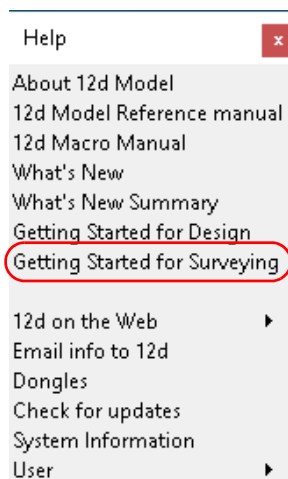 Help x
About 12d Model
12d Model Reference manual
12d Macro Manual
What's New
What's New Summary
Getting Started for Design
Getting Started for Surveying
12d on the Web
Email info to 12d
Dongles
Check for updates
System Information
User